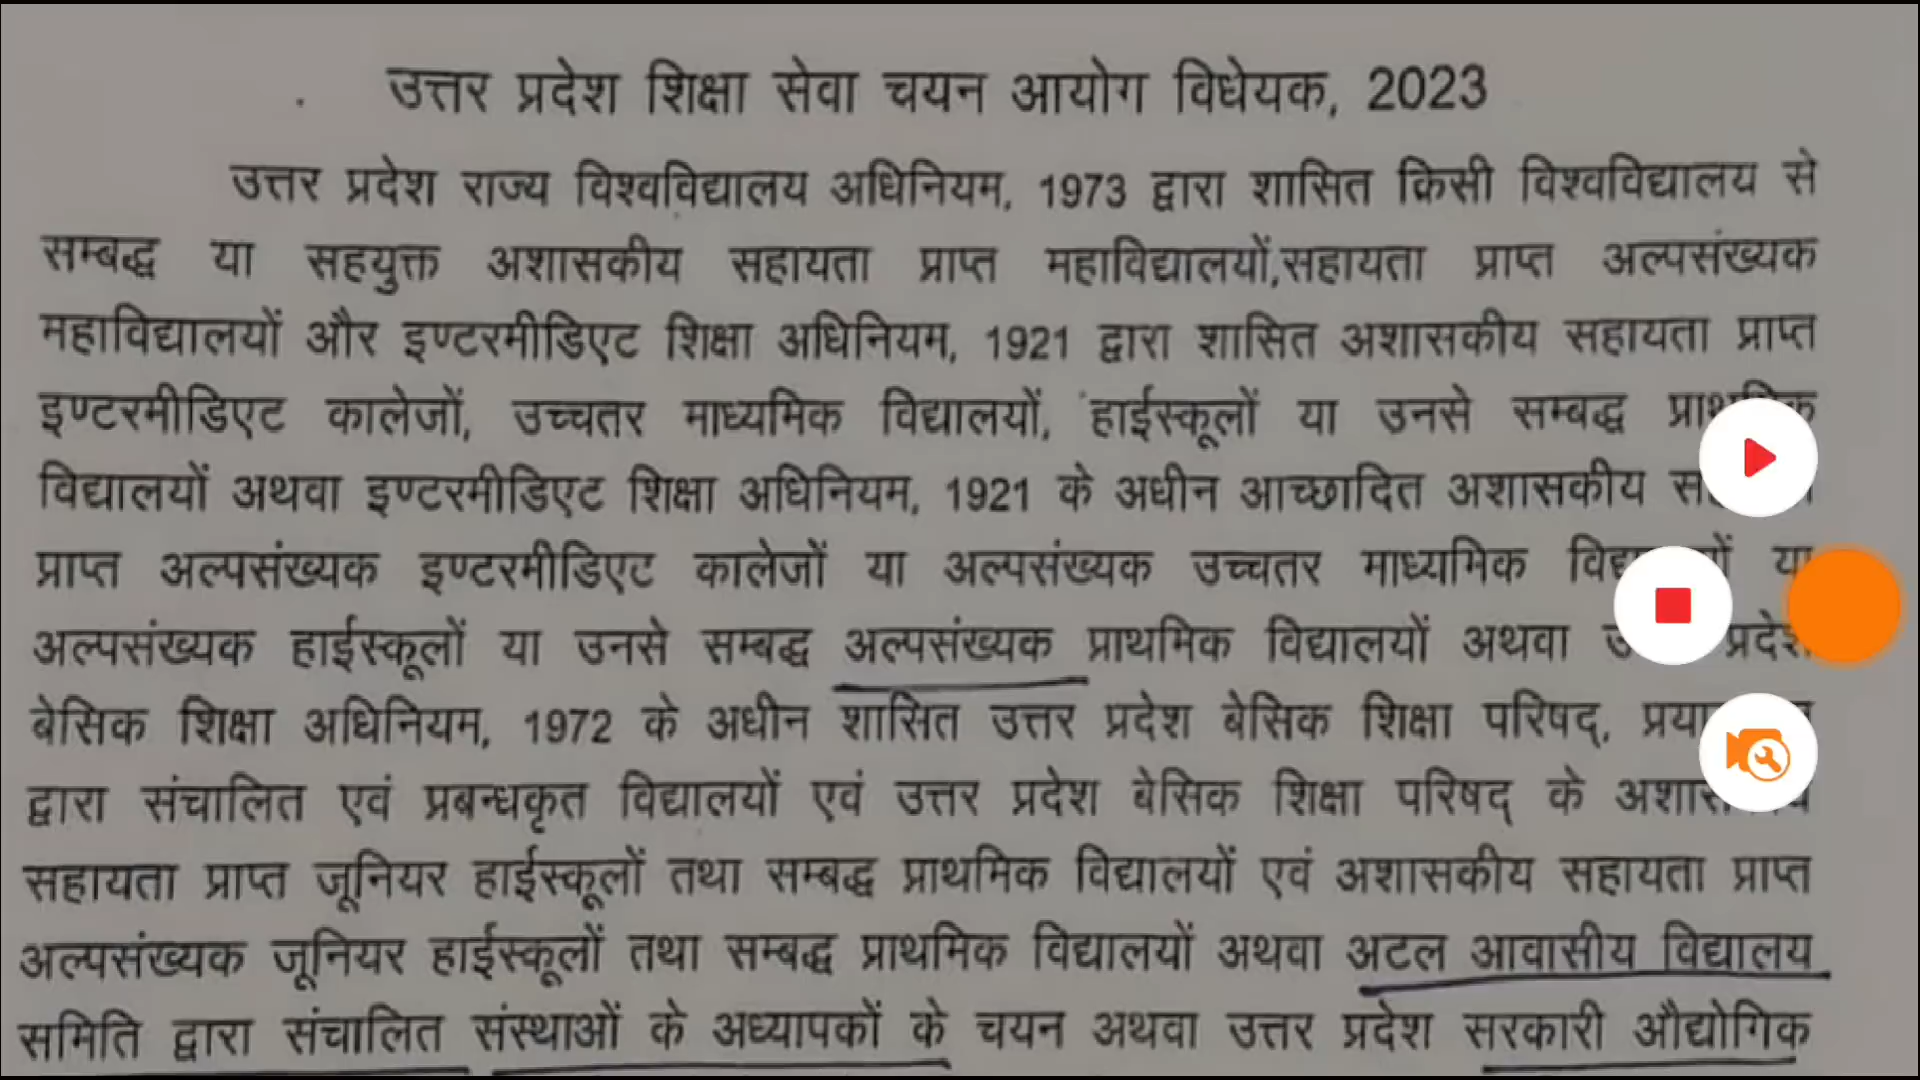 उत्तर प्रदेश शिक्षा सेवा चयन आयोग विधेयक, 2023
उत्तर प्रदेश राज्य विश्वविद्यालय अधिनियम, 1973 द्वारा शासित किसी विश्वविद्यालय से
सम्बद्ध या सहयुक्त अशासकीय सहायता प्राप्त महाविद्यालयों,सहायता प्राप्त अल्पसंख्यक
महाविद्यालयों और इण्टरमीडिएट शिक्षा अधिनियम, 1921 द्वारा शासित अशासकीय सहायता प्राप्त
इण्टरमीडिएट कालेजों, उच्चतर माध्यमिक विद्यालयों, हाईस्कूलों या उनसे सम्बद्ध
विद्यालयों अथवा इण्टरमीडिएट शिक्षा अधिनियम, 1921 के अधीन आच्छादित अशासकीय
प्राप्त अल्पसंख्यक इण्टरमीडिएट कालेजों या अल्पसंख्यक उच्चतर माध्यमिक या
अल्पसंख्यक हाईस्कूलों या उनसे सम्बद्ध अल्पसंख्यक प्राथमिक विद्यालयों अथवा प्रदेश
बेसिक शिक्षा अधिनियम, 1972 के अधीन शासित उत्तर प्रदेश बेसिक शिक्षा परिषद्,
द्वारा संचालित एवं प्रबन्धकृत विद्यालयों एवं उत्तर प्रदेश बेसिक शिक्षा परिषद् के
सहायता प्राप्त जूनियर हाईस्कूलों तथा सम्बद्ध प्राथमिक विद्यालयों एवं अशासकीय सहायता प्राप्त
अल्पसंख्यक जूनियर हाईस्कूलों तथा सम्बद्ध प्राथमिक विद्यालयों अथवा अटल आवासीय विद्यालय
समिति द्वारा संचालित संस्थाओं के अध्यापकों के चयन अथवा उत्तर प्रदेश सरकारी औद्योगिक